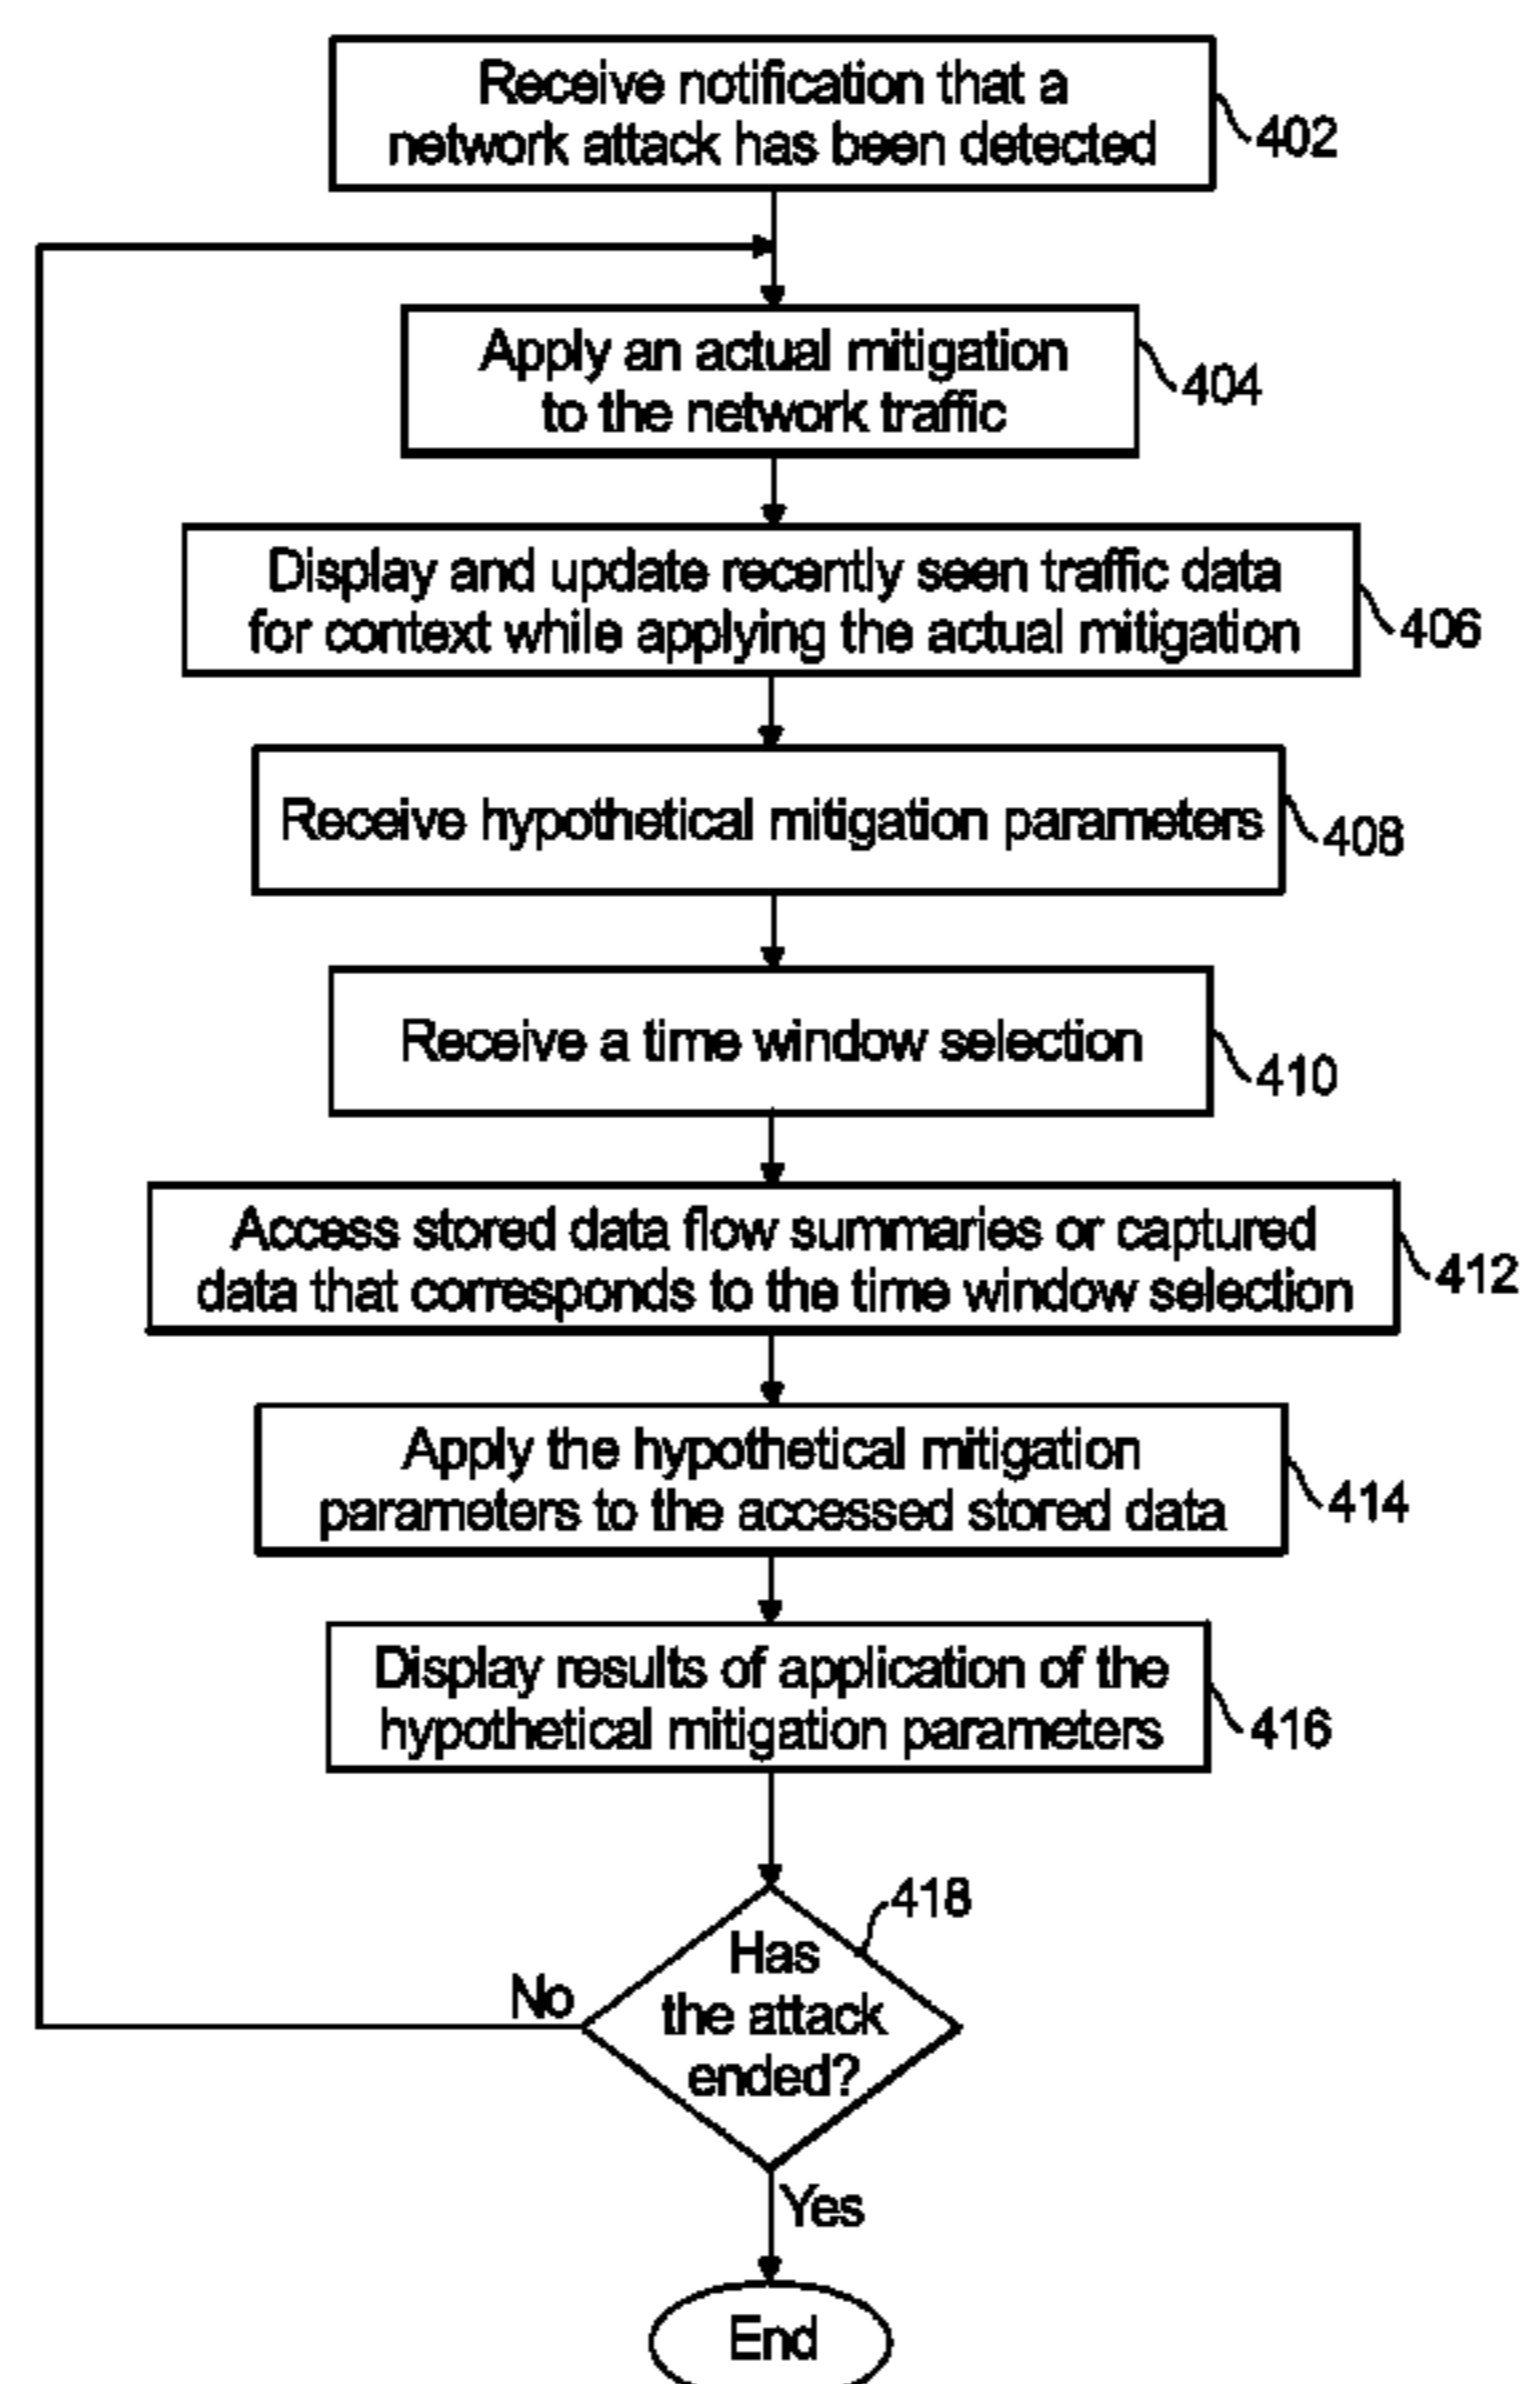 Receive notification that a
network attack has been detected
402
Apply an actual mitigation
to the network traffic
404
Display and update recently seen traffic data
for context while applying the actual mitigation
406
Receive hypothetical mitigation parameters
408
Receive a time window selection
410
Access stored data flow summaries or captured
data that corresponds to the time window selection
412
Apply the hypothetical mitigation
parameters to the accessed stored data
414
Display results of application of the
hypothetical mitigation parameters
416
418
Has
the attack
ended?
No
Yes
End